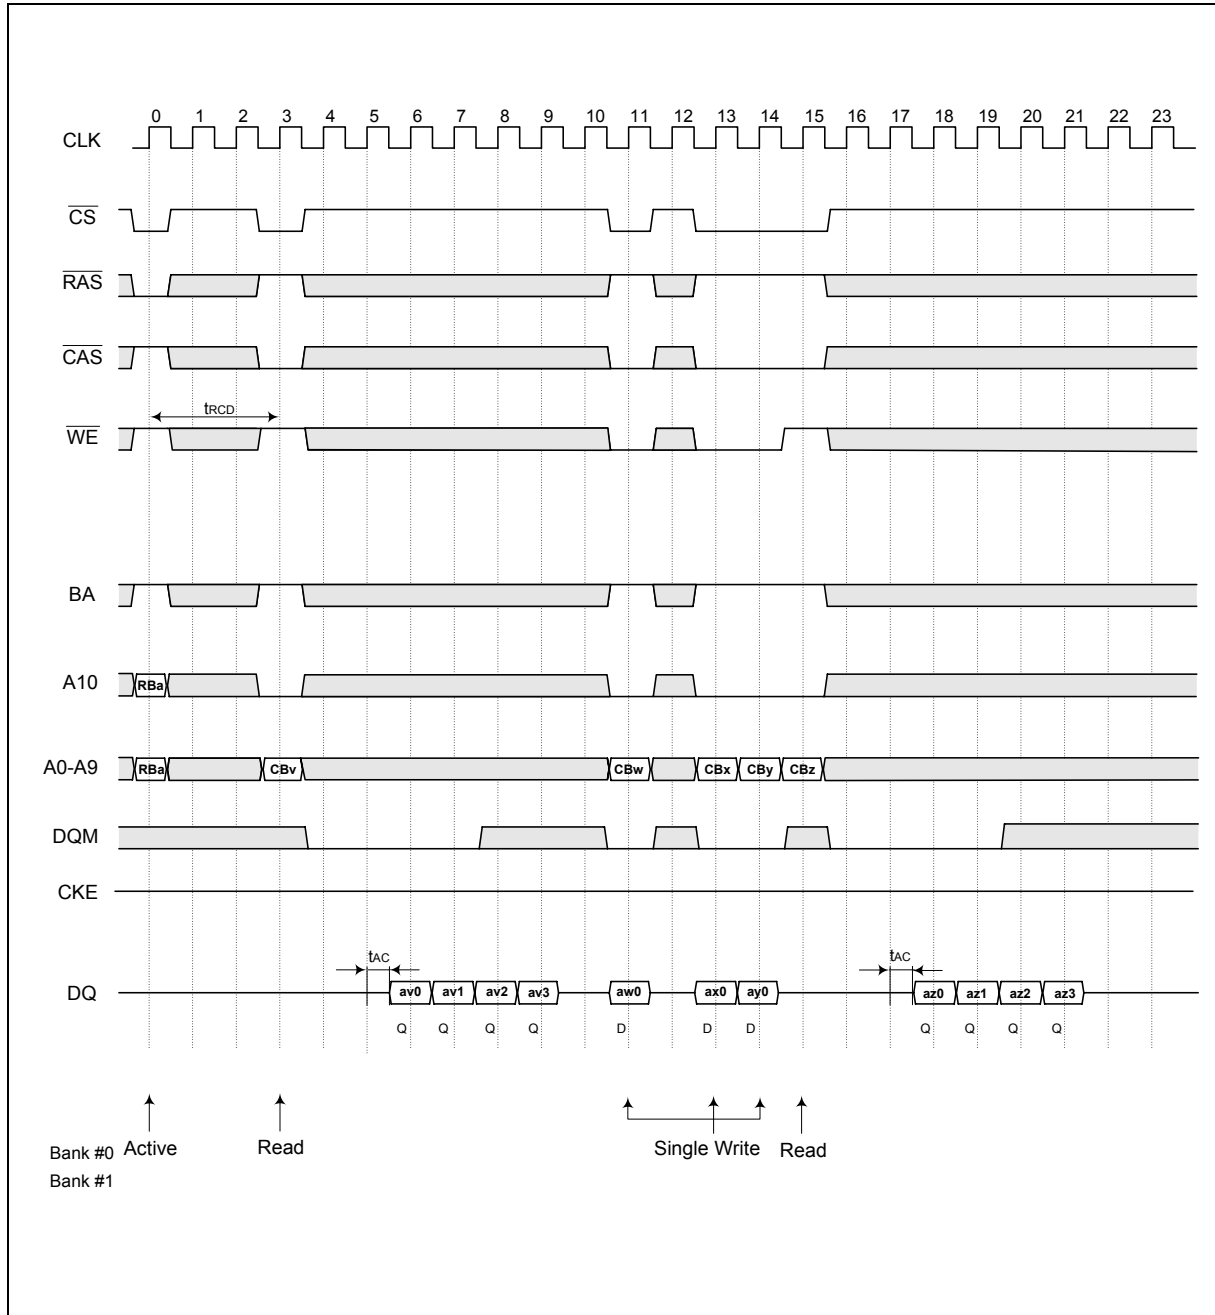 0 1 2 3 4 5 6 7 8 9 10 11 12 13 14 15 16 17 18 19 20 21 22 23
CLK
CS
RAS
CAS
tRCD
WE
BA
A10 RBa
A0-A9 RBa CBv CBw CBx CBy CBz
DQM
CKE
tAC tAC
DQ av0 av1 av2 av3 aw0 ax0 ay0 az0 az1 az2 az3
Q Q Q Q D D D Q Q Q Q
Bank #0 Active Read Single Write Read
Bank #1